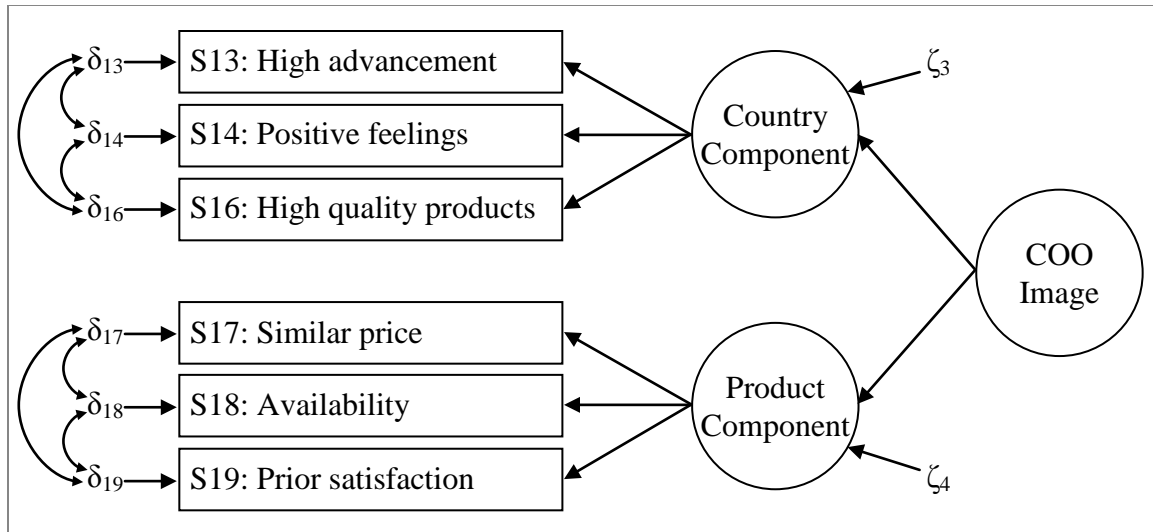 δ13
S13: High advancement
δ14
S14: Positive feelings
δ16
S16: High quality products
Country
Component
ζ3
COO
Image
δ17
S17: Similar price
δ18
S18: Availability
δ19
S19: Prior satisfaction
Product
Component
ζ4